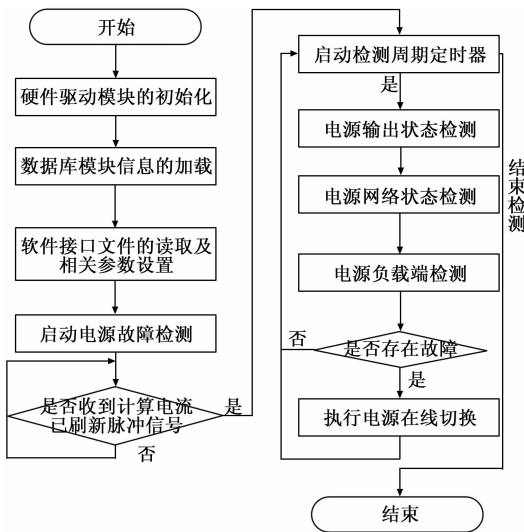 开始
硬件驱动模块的初始化
数据库模块信息的加载
软件接口文件的读取及
相关参数设置
启动电源故障检测
是否收到计算电流
已刷新脉冲信号
是
否
启动检测周期定时器
是
电源输出状态检测
电源网络状态检测
电源负载端检测
否
是否存在故障
是
执行电源在线切换
结束检测
结束